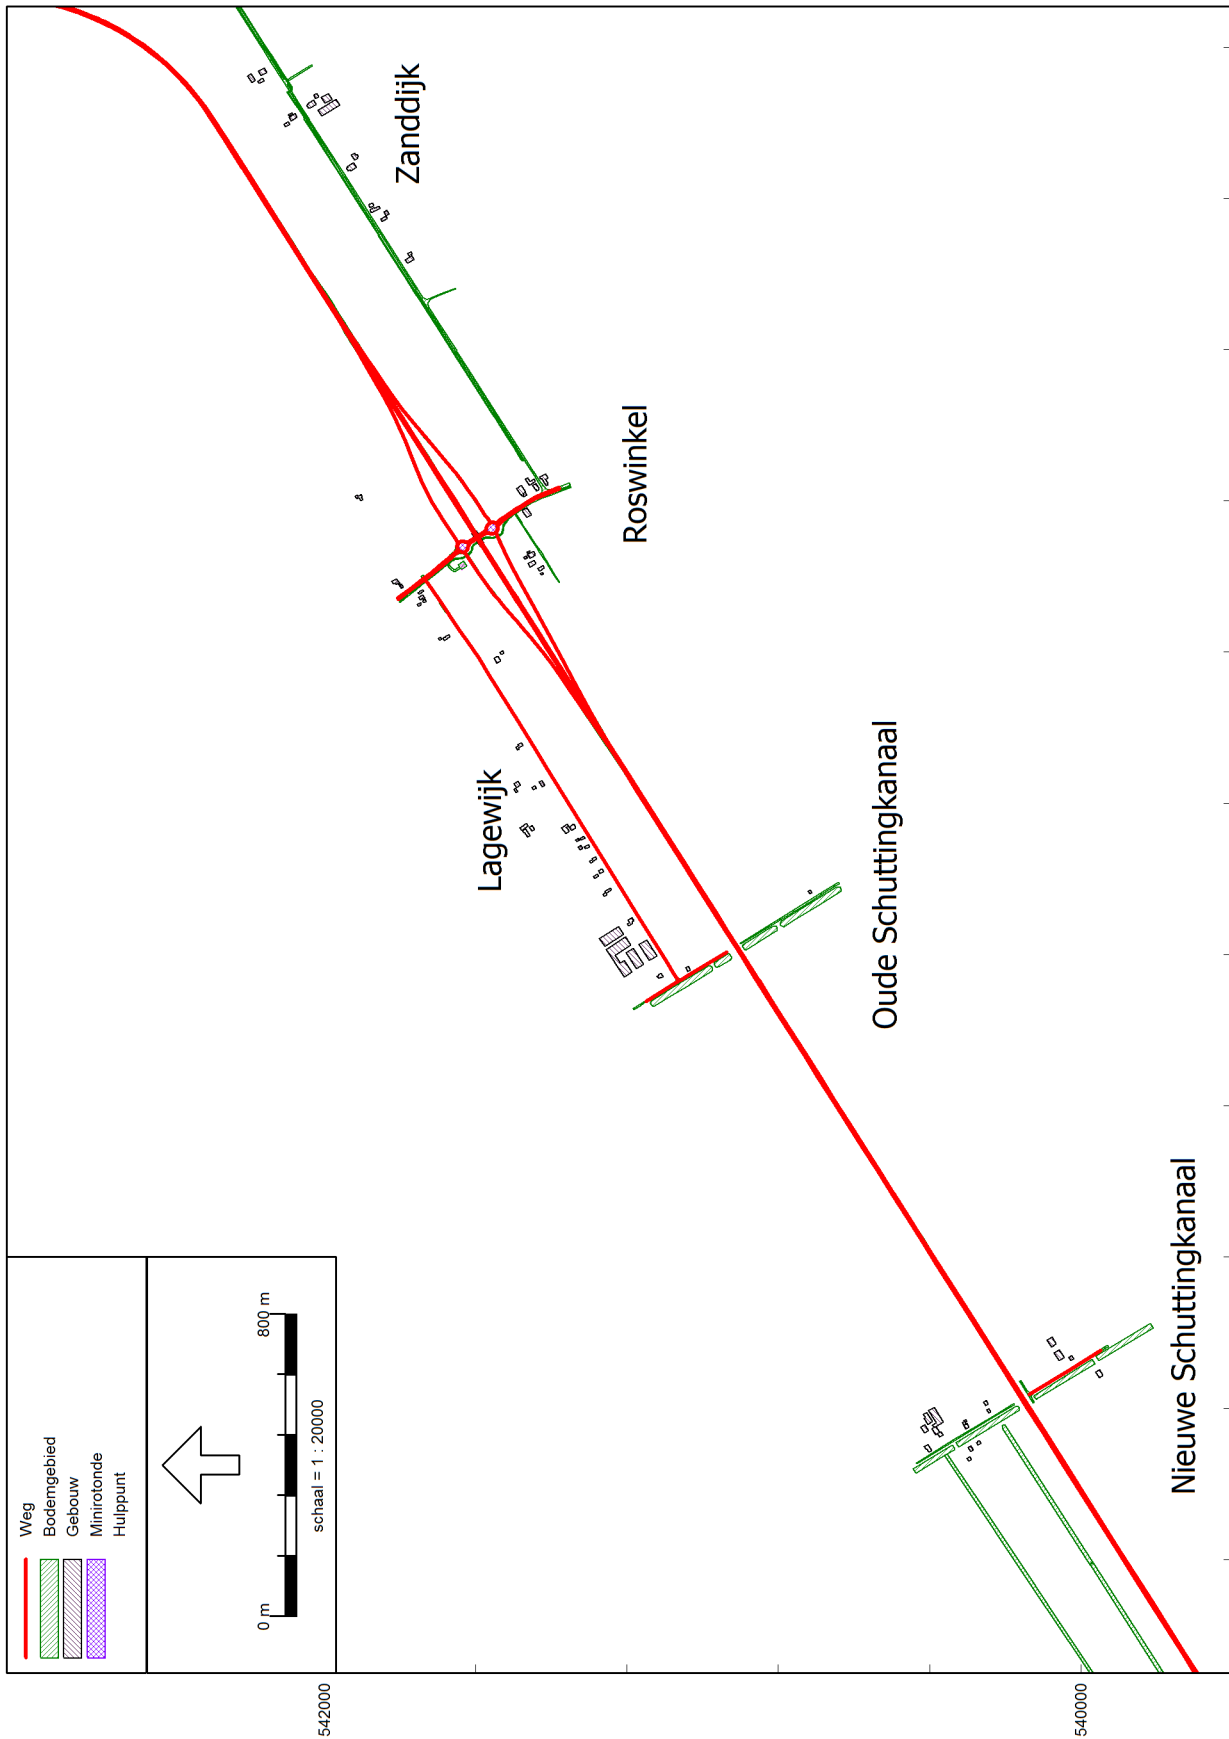 Weg
Bodemgebied
Gebouw
Minirotonde
Hulppunt
0 m
800 m
schaal = 1 : 20000
Zanddijk
Roswinkel
Lagewijk
Oude Schuttingkanaal
Nieuwe Schuttingkanaal
542000
540000